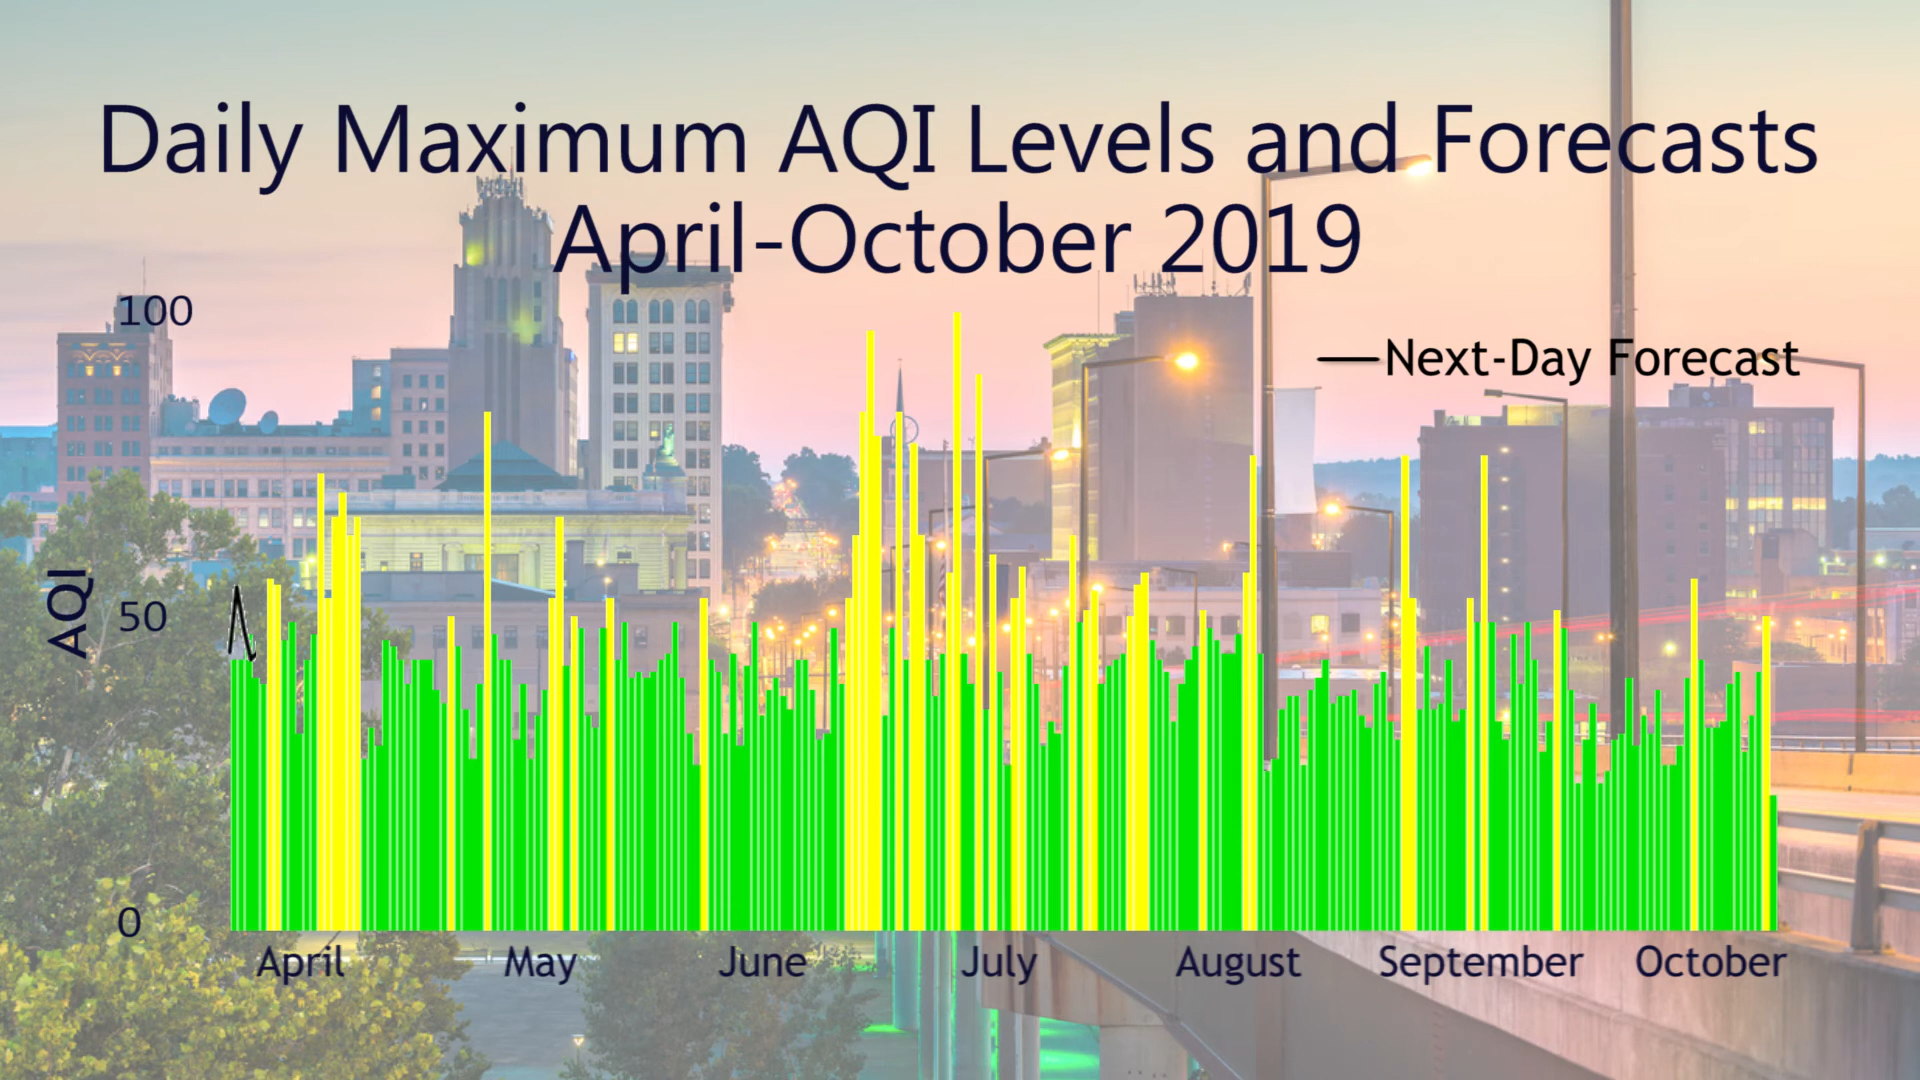 Daily Maximum AQI Levels and Forecasts
April-October 2019
100
Next-Day Forecast
AQI
50
0
April May June July August September October